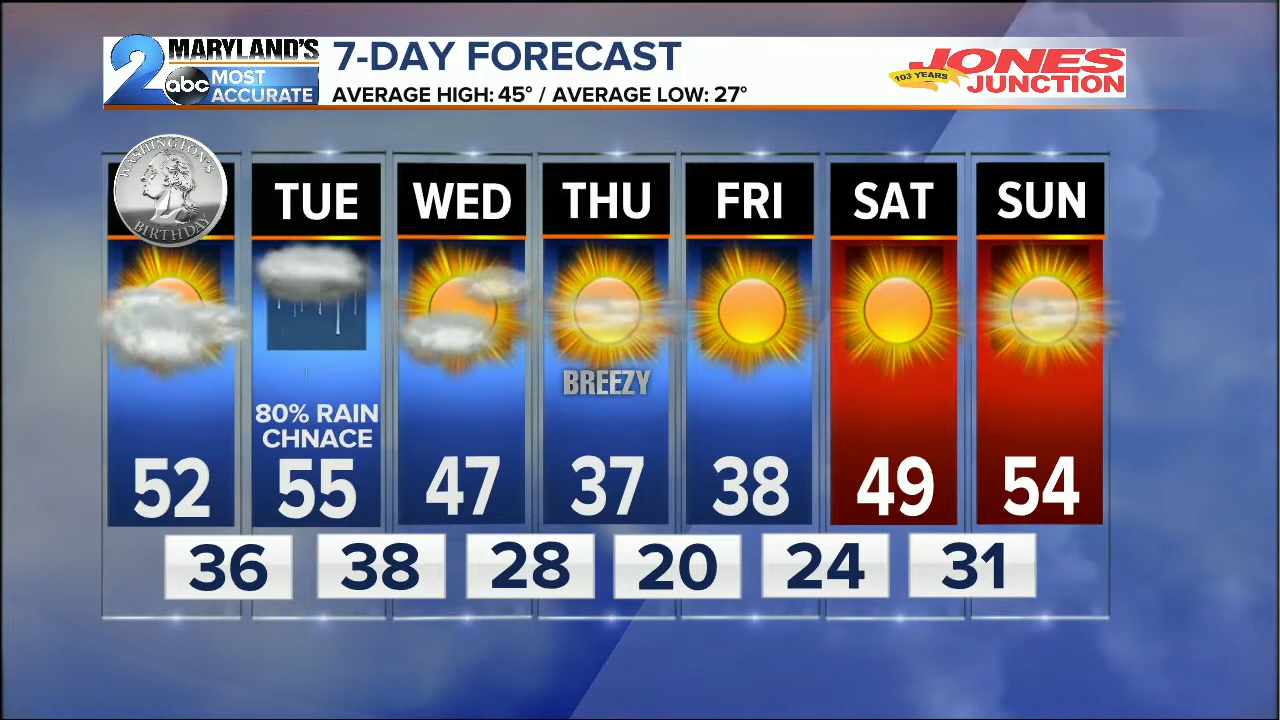 2
abc
MARYLAND'S
MOST
ACCURATE
7-DAY FORECAST
AVERAGE HIGH: 45° / AVERAGE LOW: 27°
103 YEARS
JONES
JUNCTION
WASHINGTON'S
BIRTHDAY
TUE
WED
THU
FRI
SAT
SUN
BREEZY
80% RAIN
CHNACE
52
55
47
37
38
49
54
36
38
28
20
24
31